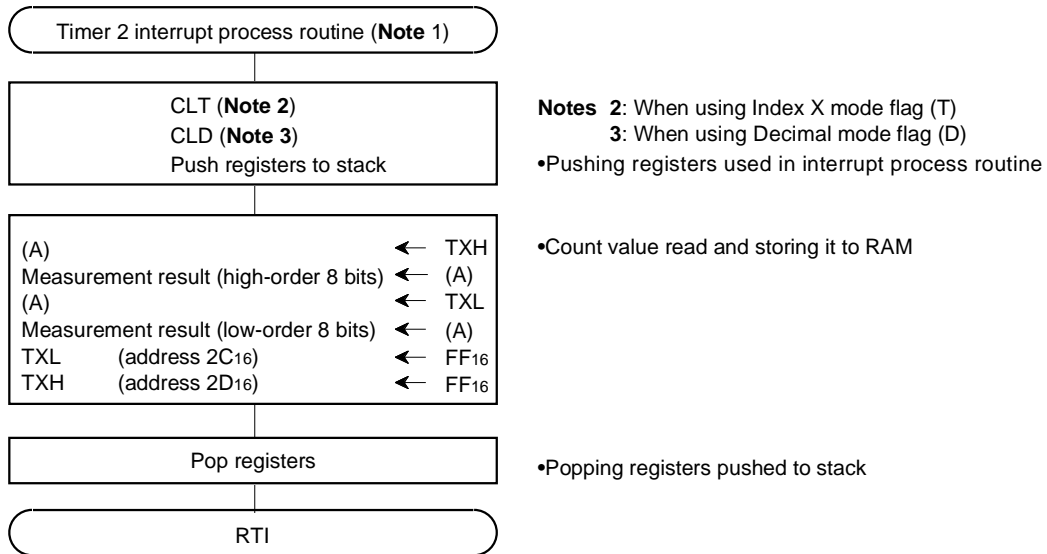 Timer 2 interrupt process routine (Note 1)
CLT (Note 2)
CLD (Note 3)
Push registers to stack
Notes 2: When using Index X mode flag (T)
3: When using Decimal mode flag (D)
•Pushing registers used in interrupt process routine
(A) ← TXH
Measurement result (high-order 8 bits) ← (A)
(A) ← TXL
Measurement result (low-order 8 bits) ← (A)
TXL (address 2C16) ← FF16
TXH (address 2D16) ← FF16
•Count value read and storing it to RAM
Pop registers
•Popping registers pushed to stack
RTI